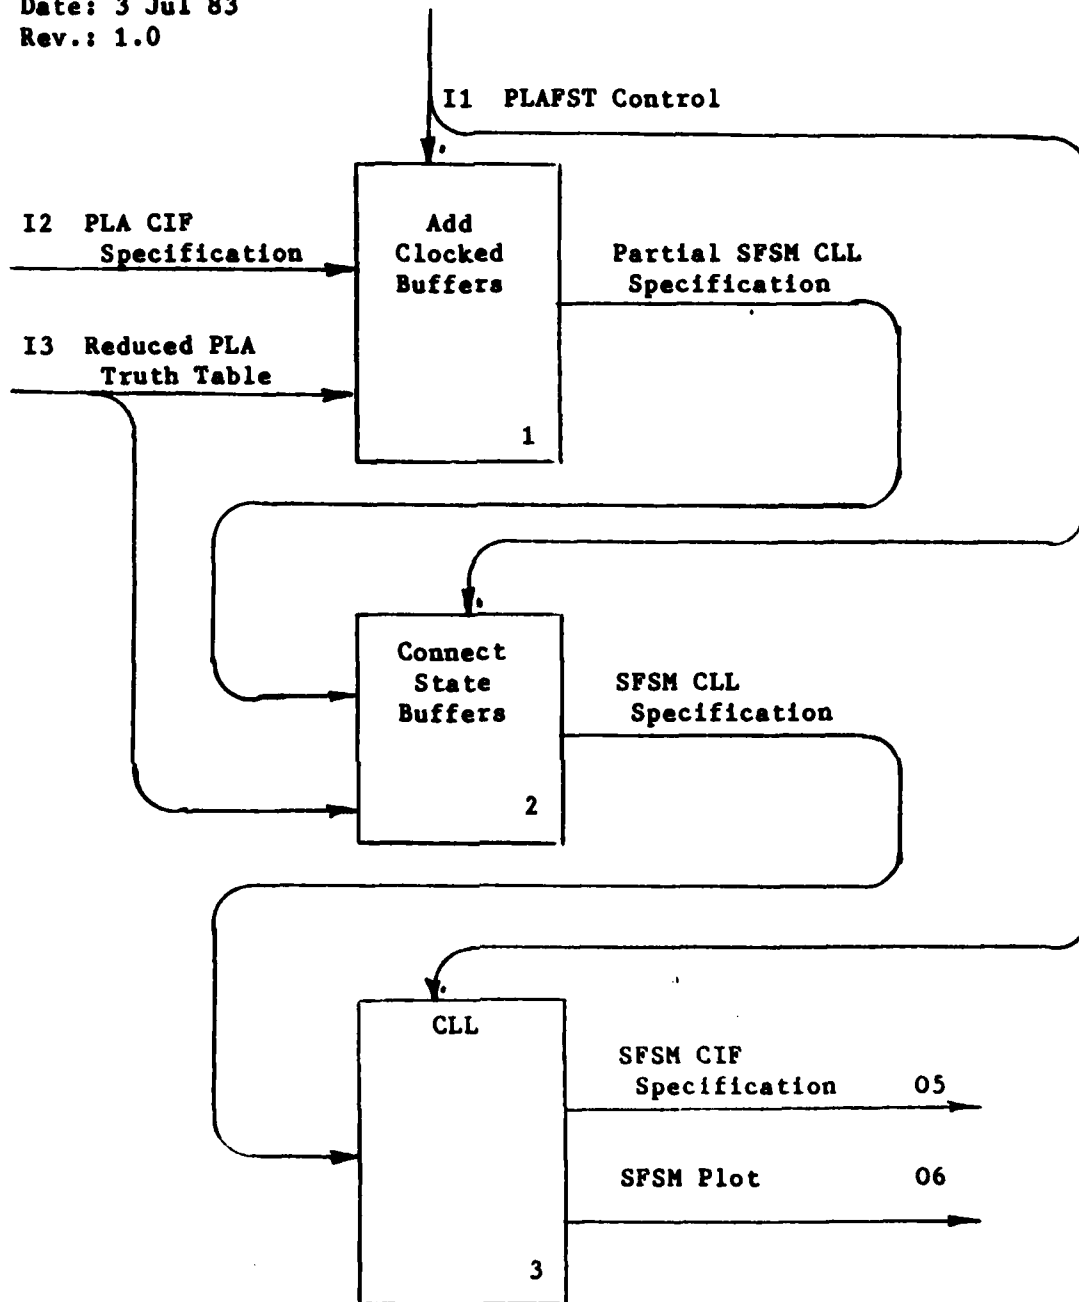 Date: 3 Jul 83
Rev.: 1.0
I1 PLAFST Control
I2 PLA CIF
Specification
Add
Clocked
Buffers
Partial SFSM CLL
Specification
I3 Reduced PLA
Truth Table
1
Connect
State
Buffers
SFSM CLL
Specification
2
CLL
SFSM CIF
Specification O5
SFSM Plot O6
3